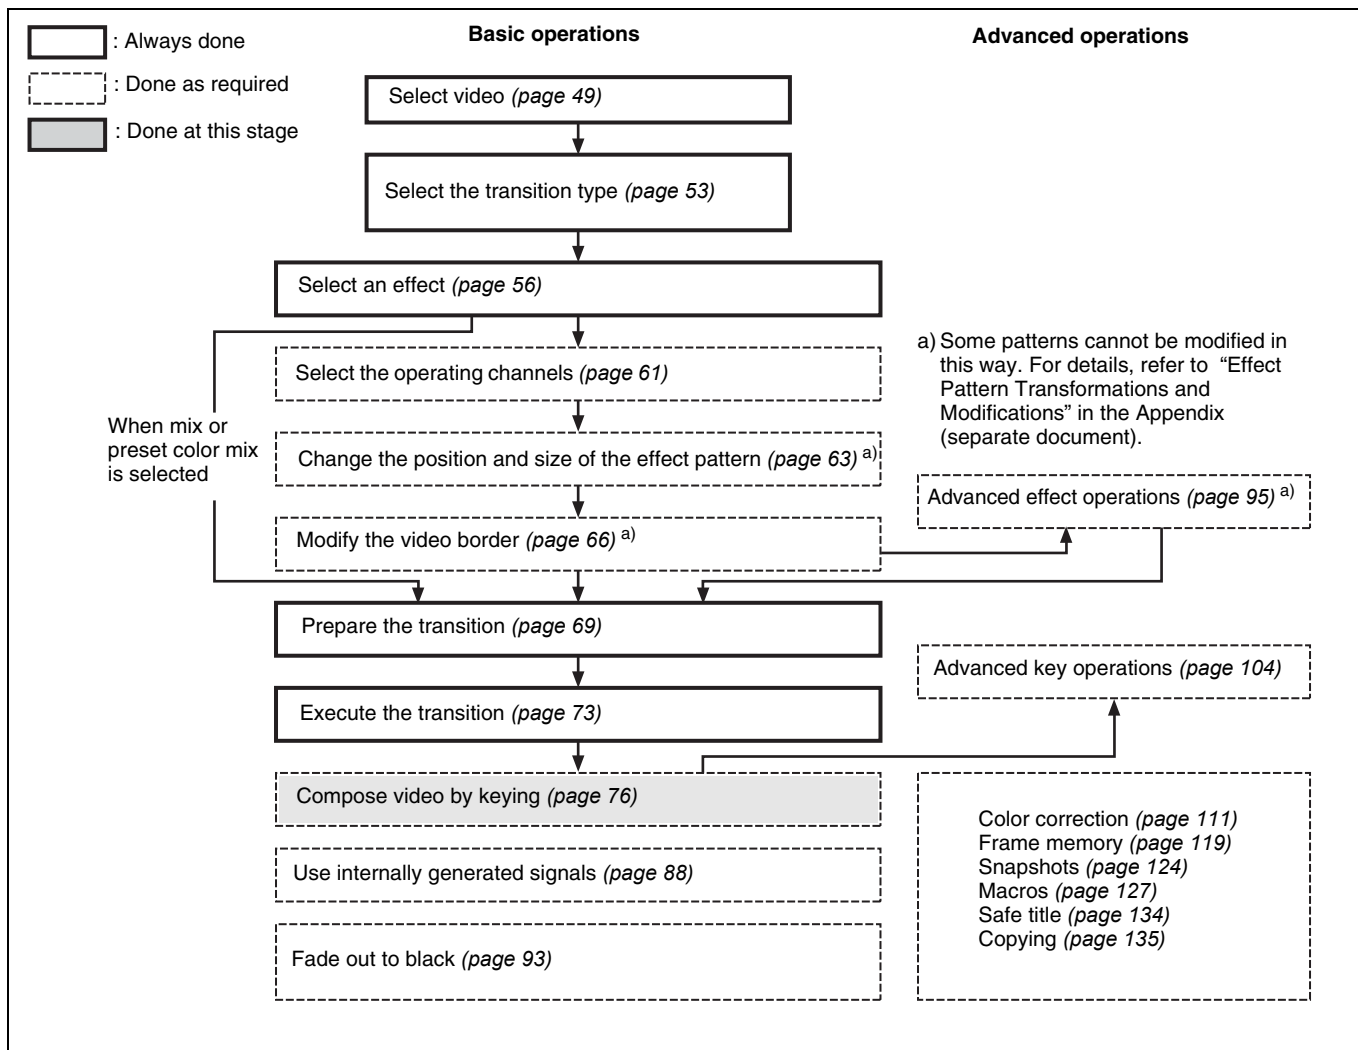 : Always done
: Done as required
: Done at this stage
Basic operations
Advanced operations
Select video (page 49)
Select the transition type (page 53)
Select an effect (page 56)
Select the operating channels (page 61)
When mix or
preset color mix
is selected
Change the position and size of the effect pattern (page 63) a)
Modify the video border (page 66) a)
a) Some patterns cannot be modified in
this way. For details, refer to “Effect
Pattern Transformations and
Modifications” in the Appendix
(separate document).
Advanced effect operations (page 95) a)
Prepare the transition (page 69)
Execute the transition (page 73)
Advanced key operations (page 104)
Compose video by keying (page 76)
Use internally generated signals (page 88)
Fade out to black (page 93)
Color correction (page 111)
Frame memory (page 119)
Snapshots (page 124)
Macros (page 127)
Safe title (page 134)
Copying (page 135)